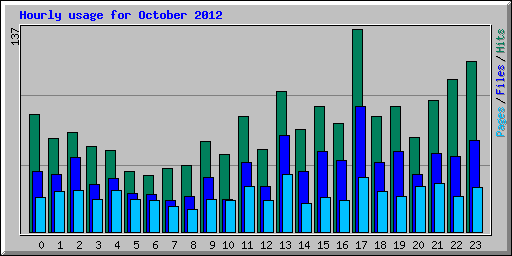 Hourly usage for October 2012
137
Pages / Files / Hits
0 1 2 3 4 5 6 7 8 9 10 11 12 13 14 15 16 17 18 19 20 21 22 23